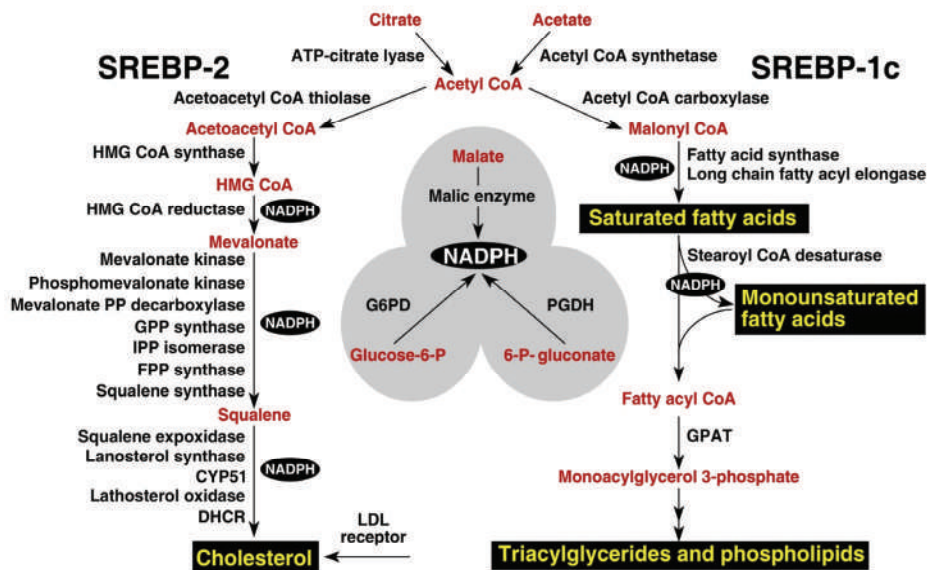 Citrate
Acetate
ATP-citrate lyase
Acetyl CoA synthetase
SREBP-2
SREBP-1c
Acetyl CoA
Acetoacetyl CoA thiolase
Acetyl CoA carboxylase
Acetoacetyl CoA
Malonyl CoA
HMG CoA synthase
HMG CoA
HMG CoA reductase
NADPH
Mevalonate
Mevalonate kinase
Phosphomevalonate kinase
Mevalonate PP decarboxylase
GPP synthase
NADPH
IPP isomerase
FPP synthase
Squalene synthase
Squalene
Squalene expoxidase
Lanosterol synthase
NADPH
CYP51
Lathosterol oxidase
DHCR
Cholesterol
LDL
receptor
Malate
Malic enzyme
NADPH
G6PD
PGDH
Glucose-6-P
6-P-gluconate
NADPH
Fatty acid synthase
Long chain fatty acyl elongase
Saturated fatty acids
Stearoyl CoA desaturase
NADPH
Monounsaturated
fatty acids
Fatty acyl CoA
GPAT
Monoacylglycerol 3-phosphate
Triacylglycerides and phospholipids